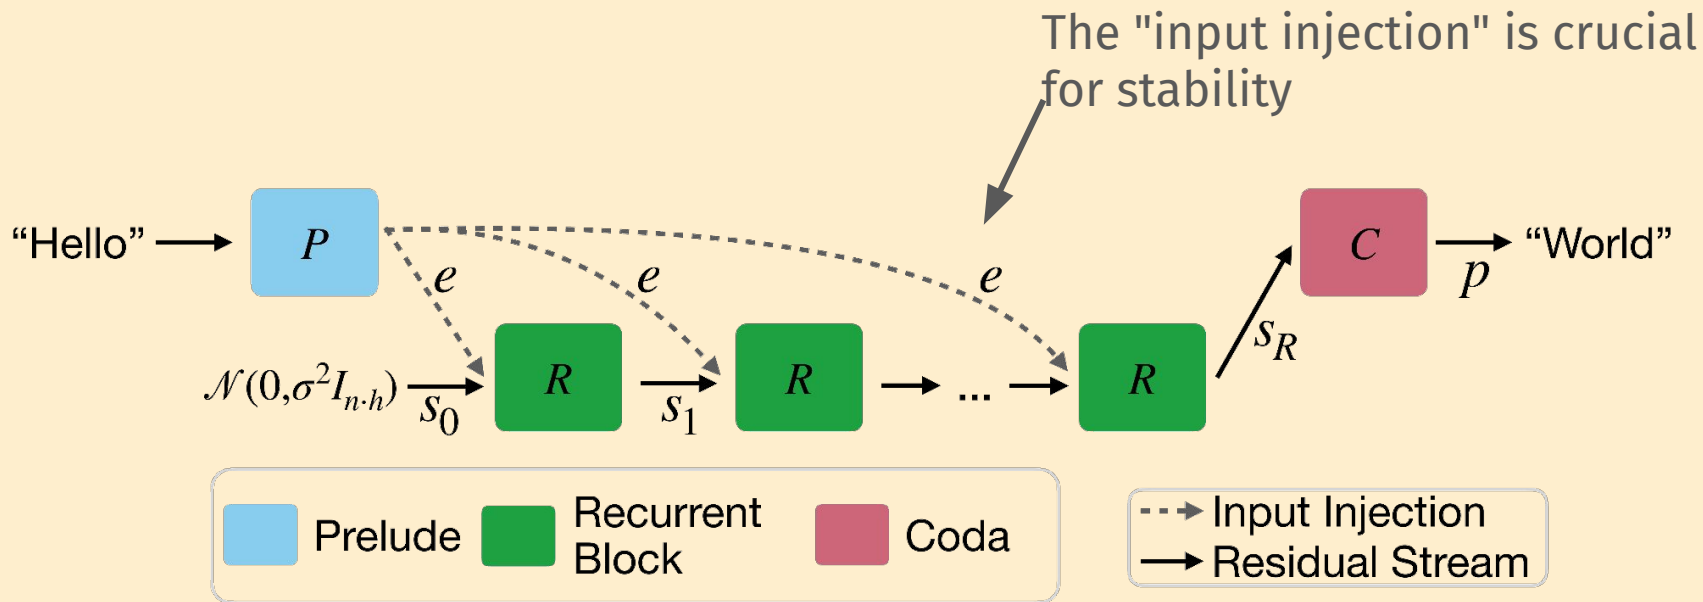 The "input injection" is crucial
for stability
“Hello”
P
e
e
e
C
p
“World”
𝒩(0,σ²Iₙ·ₕ)
s₀
R
s₁
R
...
R
s_R
Prelude
Recurrent
Block
Coda
Input Injection
Residual Stream